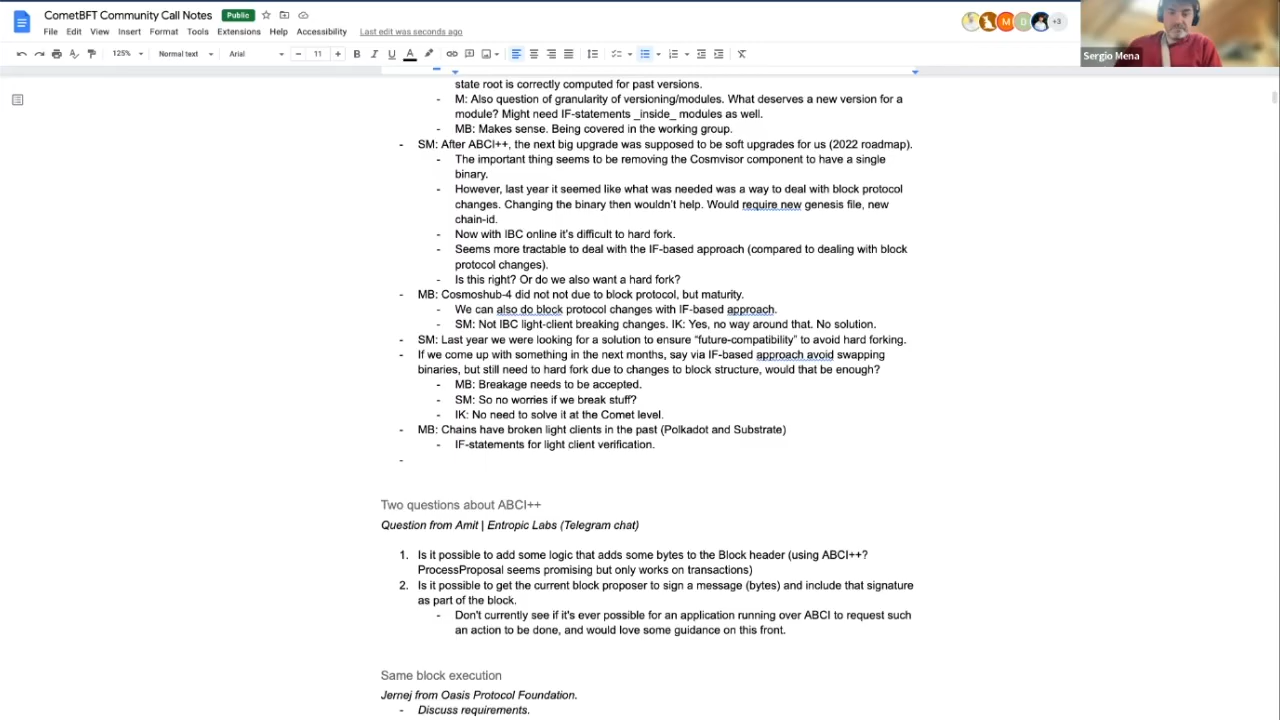 CometBFT Community Call Notes Public
File Edit View Insert Format Tools Extensions Help Accessibility Last edit was seconds ago
+3
Sergio Mena
125% Normal text Arial - 11 + B I U A
state root is correctly computed for past versions.
- M: Also question of granularity of versioning/modules. What deserves a new version for a
module? Might need IF-statements _inside_ modules as well.
- MB: Makes sense. Being covered in the working group.
- SM: After ABCI++, the next big upgrade was supposed to be soft upgrades for us (2022 roadmap).
- The important thing seems to be removing the Cosmvisor component to have a single
binary.
- However, last year it seemed like what was needed was a way to deal with block protocol
changes. Changing the binary then wouldn't help. Would require new genesis file, new
chain-id.
- Now with IBC online it's difficult to hard fork.
- Seems more tractable to deal with the IF-based approach (compared to dealing with block
protocol changes).
- Is this right? Or do we also want a hard fork?
- MB: Cosmoshub-4 did not not due to block protocol, but maturity.
- We can also do block protocol changes with IF-based approach.
- SM: Not IBC light-client breaking changes. IK: Yes, no way around that. No solution.
- SM: Last year we were looking for a solution to ensure "future-compatibility" to avoid hard forking.
- If we come up with something in the next months, say via IF-based approach avoid swapping
binaries, but still need to hard fork due to changes to block structure, would that be enough?
- MB: Breakage needs to be accepted.
- SM: So no worries if we break stuff?
- IK: No need to solve it at the Comet level.
- MB: Chains have broken light clients in the past (Polkadot and Substrate)
- IF-statements for light client verification.
-
Two questions about ABCI++
Question from Amit | Entropic Labs (Telegram chat)
1. Is it possible to add some logic that adds some bytes to the Block header (using ABCI++?
ProcessProposal seems promising but only works on transactions)
2. Is it possible to get the current block proposer to sign a message (bytes) and include that signature
as part of the block.
- Don't currently see if it's ever possible for an application running over ABCI to request such
an action to be done, and would love some guidance on this front.
Same block execution
Jernej from Oasis Protocol Foundation.
- Discuss requirements.